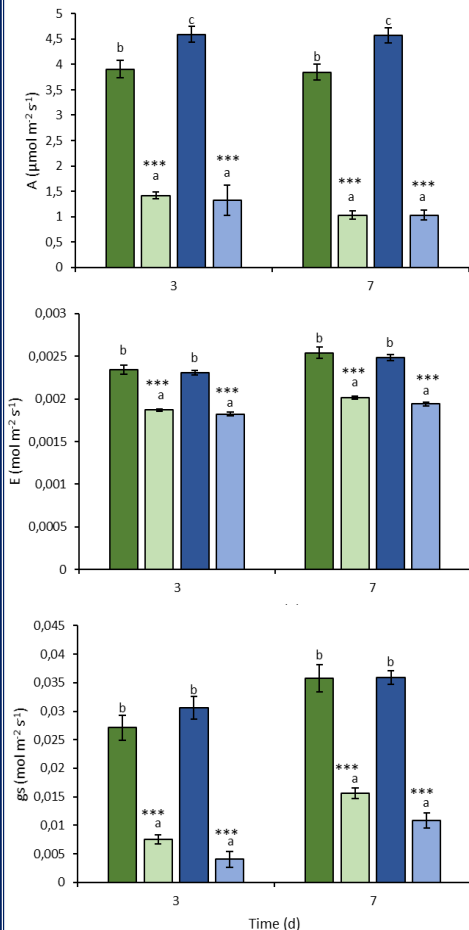 A (µmol m⁻² s⁻¹)
5
4,5
4
3,5
3
2,5
2
1,5
1
0,5
0
b
***
a
c
***
a
b
***
a
c
***
a
3
7
E (mol m⁻² s⁻¹)
0,003
0,0025
0,002
0,0015
0,001
0,0005
0
b
***
a
b
***
a
b
***
a
b
***
a
3
7
gs (mol m⁻² s⁻¹)
0,045
0,04
0,035
0,03
0,025
0,02
0,015
0,01
0,005
0
b
***
a
b
***
a
b
***
a
b
***
a
3
7
Time (d)